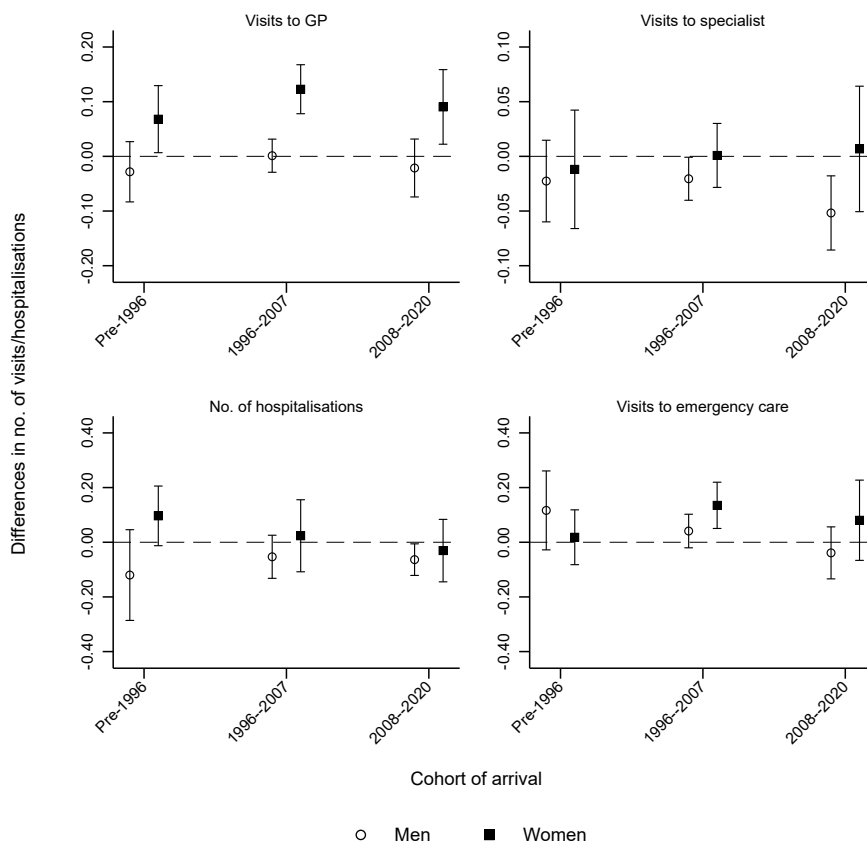 Visits to GP
0.20
0.10
0.00
-0.10
-0.20
Pre-1996
1996--2007
2008--2020
Visits to specialist
0.10
0.05
0.00
-0.05
-0.10
Pre-1996
1996--2007
2008--2020
No. of hospitalisations
0.40
0.20
0.00
-0.20
-0.40
Pre-1996
1996--2007
2008--2020
Visits to emergency care
0.40
0.20
0.00
-0.20
-0.40
Pre-1996
1996--2007
2008--2020
Differences in no. of visits/hospitalisations
Cohort of arrival
Men
Women